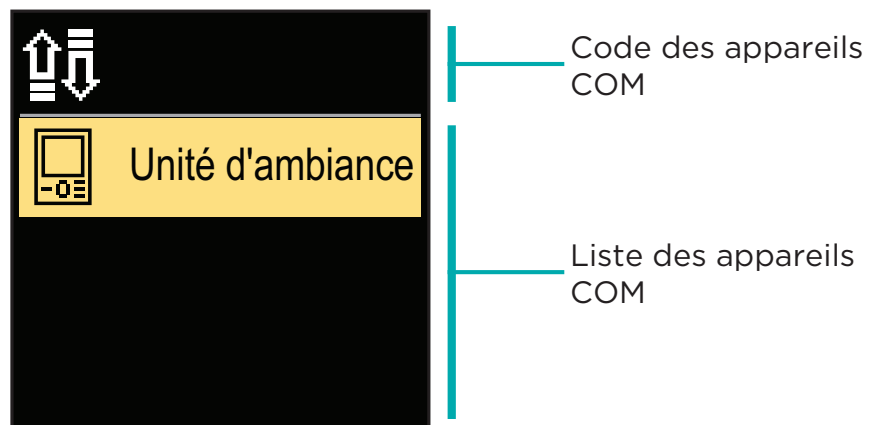 Code des appareils
COM
Unité d'ambiance
Liste des appareils
COM